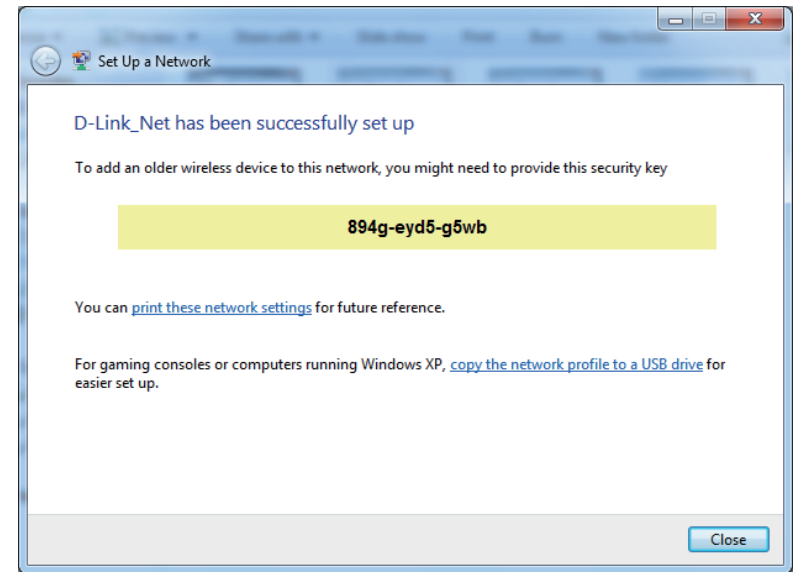 Set Up a Network
D-Link_Net has been successfully set up
To add an older wireless device to this network, you might need to provide this security key
894g-eyd5-g5wb
You can print these network settings for future reference.
For gaming consoles or computers running Windows XP, copy the network profile to a USB drive for
easier set up.
Close